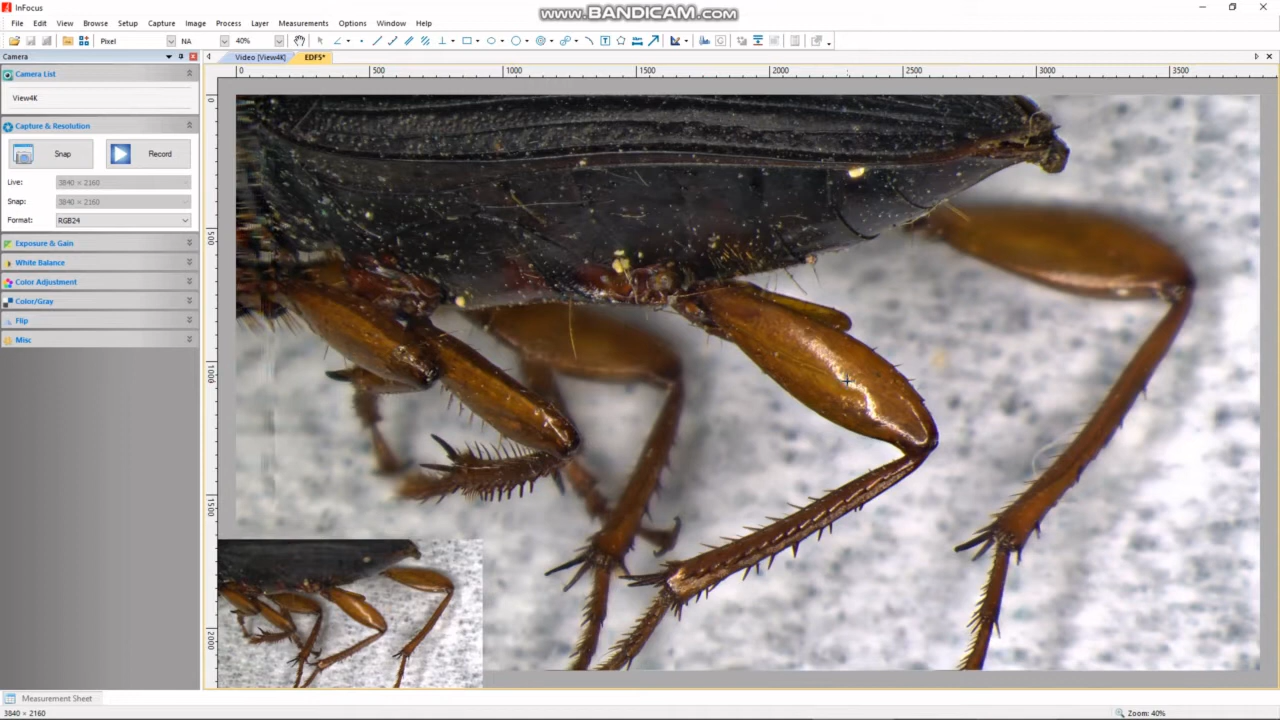 InFocus
www.BANDICAM.com
File Edit View Browse Setup Capture Image Process Layer Measurements Options Window Help
Pixel NA 40%
Camera
Video [View4K] EDF5*
Camera List
View4K
Capture & Resolution
Snap Record
Live: 3840 × 2160
Snap: 3840 × 2160
Format: RGB24
Exposure & Gain
White Balance
Color Adjustment
Color/Gray
Flip
Misc
0 500 1000 1500 2000 2500 3000 3500
0
500
1000
1500
2000
Measurement Sheet
3840 × 2160 Zoom: 40%